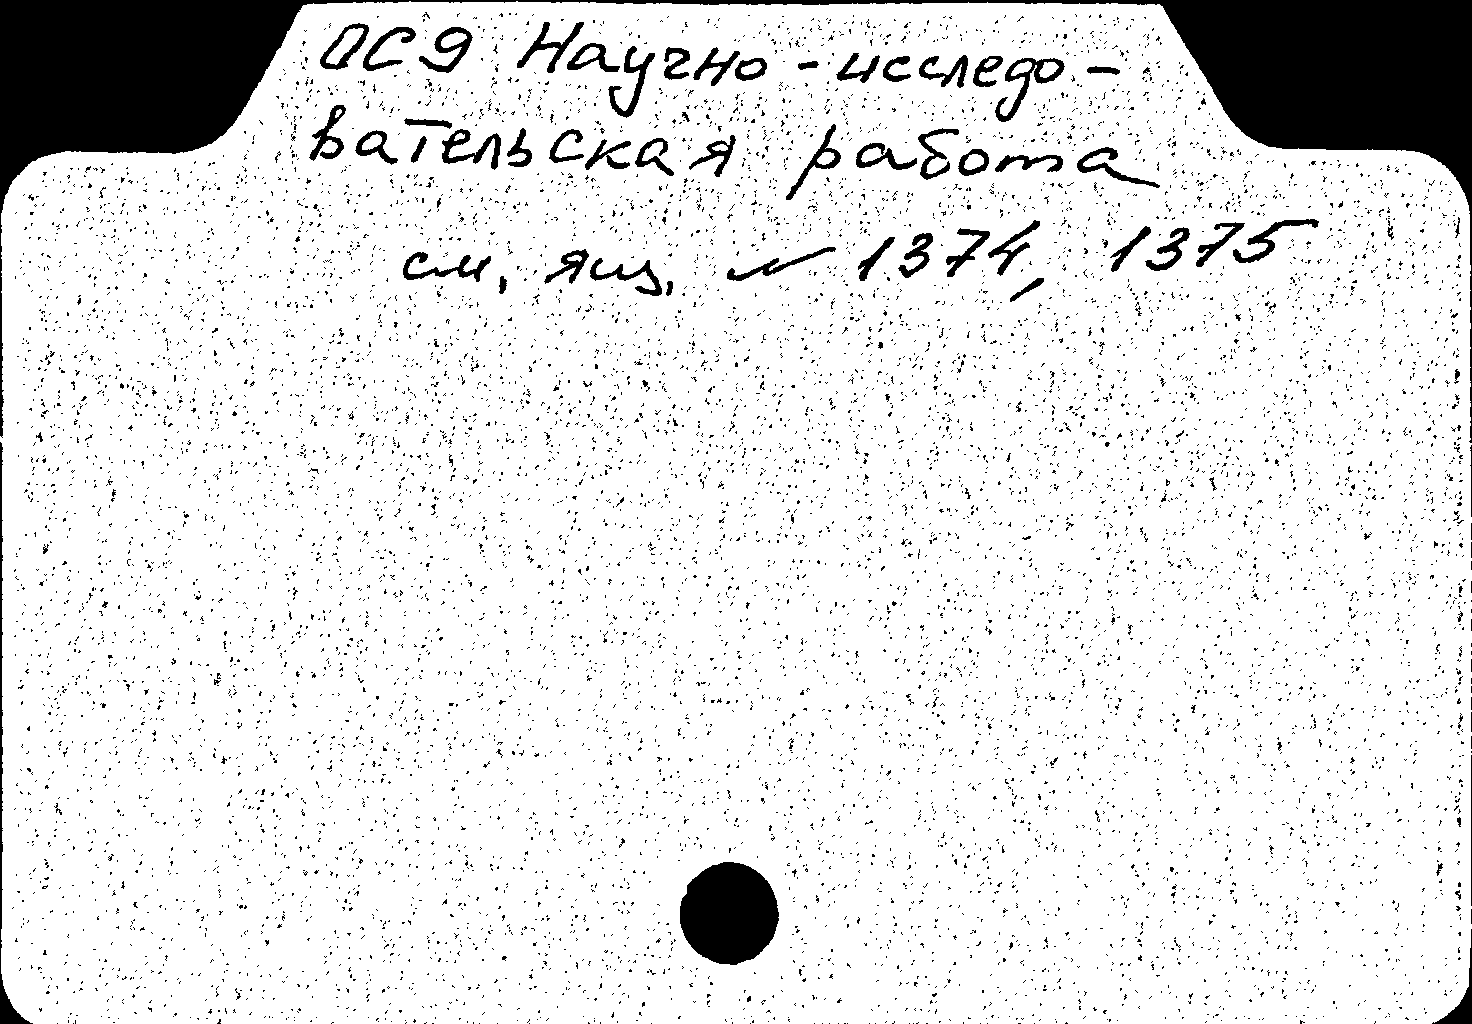 ОС9 Научно-исследо-
вательская работа
см. ящ. № 1374, 1375